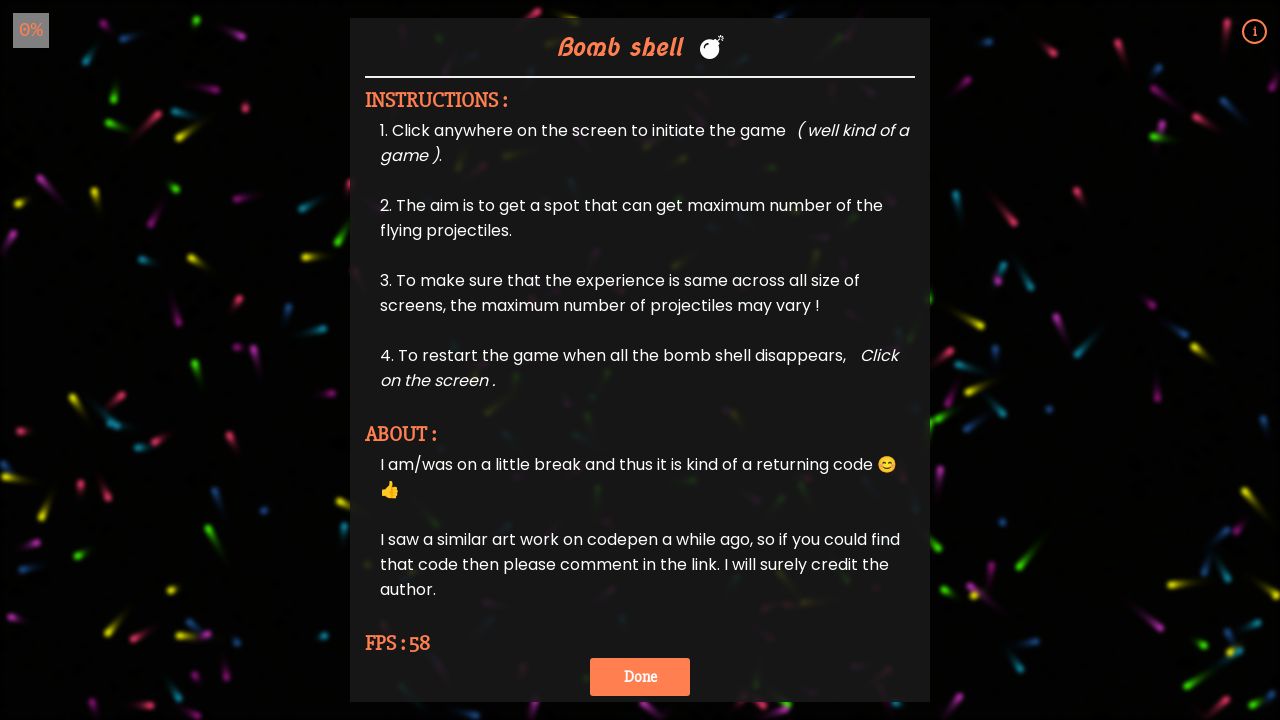 0%
i
Bomb shell 💣
INSTRUCTIONS :
1. Click anywhere on the screen to initiate the game ( well kind of a
game ).
2. The aim is to get a spot that can get maximum number of the
flying projectiles.
3. To make sure that the experience is same across all size of
screens, the maximum number of projectiles may vary !
4. To restart the game when all the bomb shell disappears, Click
on the screen .
ABOUT :
I am/was on a little break and thus it is kind of a returning code 😊
👍
I saw a similar art work on codepen a while ago, so if you could find
that code then please comment in the link. I will surely credit the
author.
FPS : 58
Done